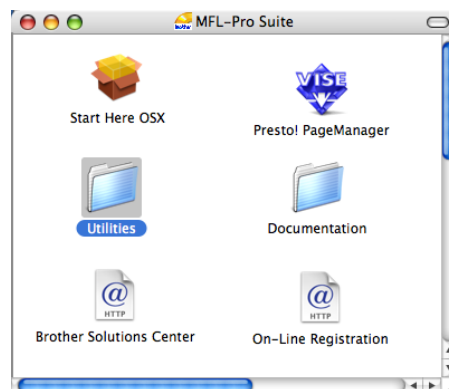 MFL-Pro Suite
Start Here OSX
VISE
Presto! PageManager
Utilities
Documentation
HTTP
HTTP
Brother Solutions Center
On-Line Registration